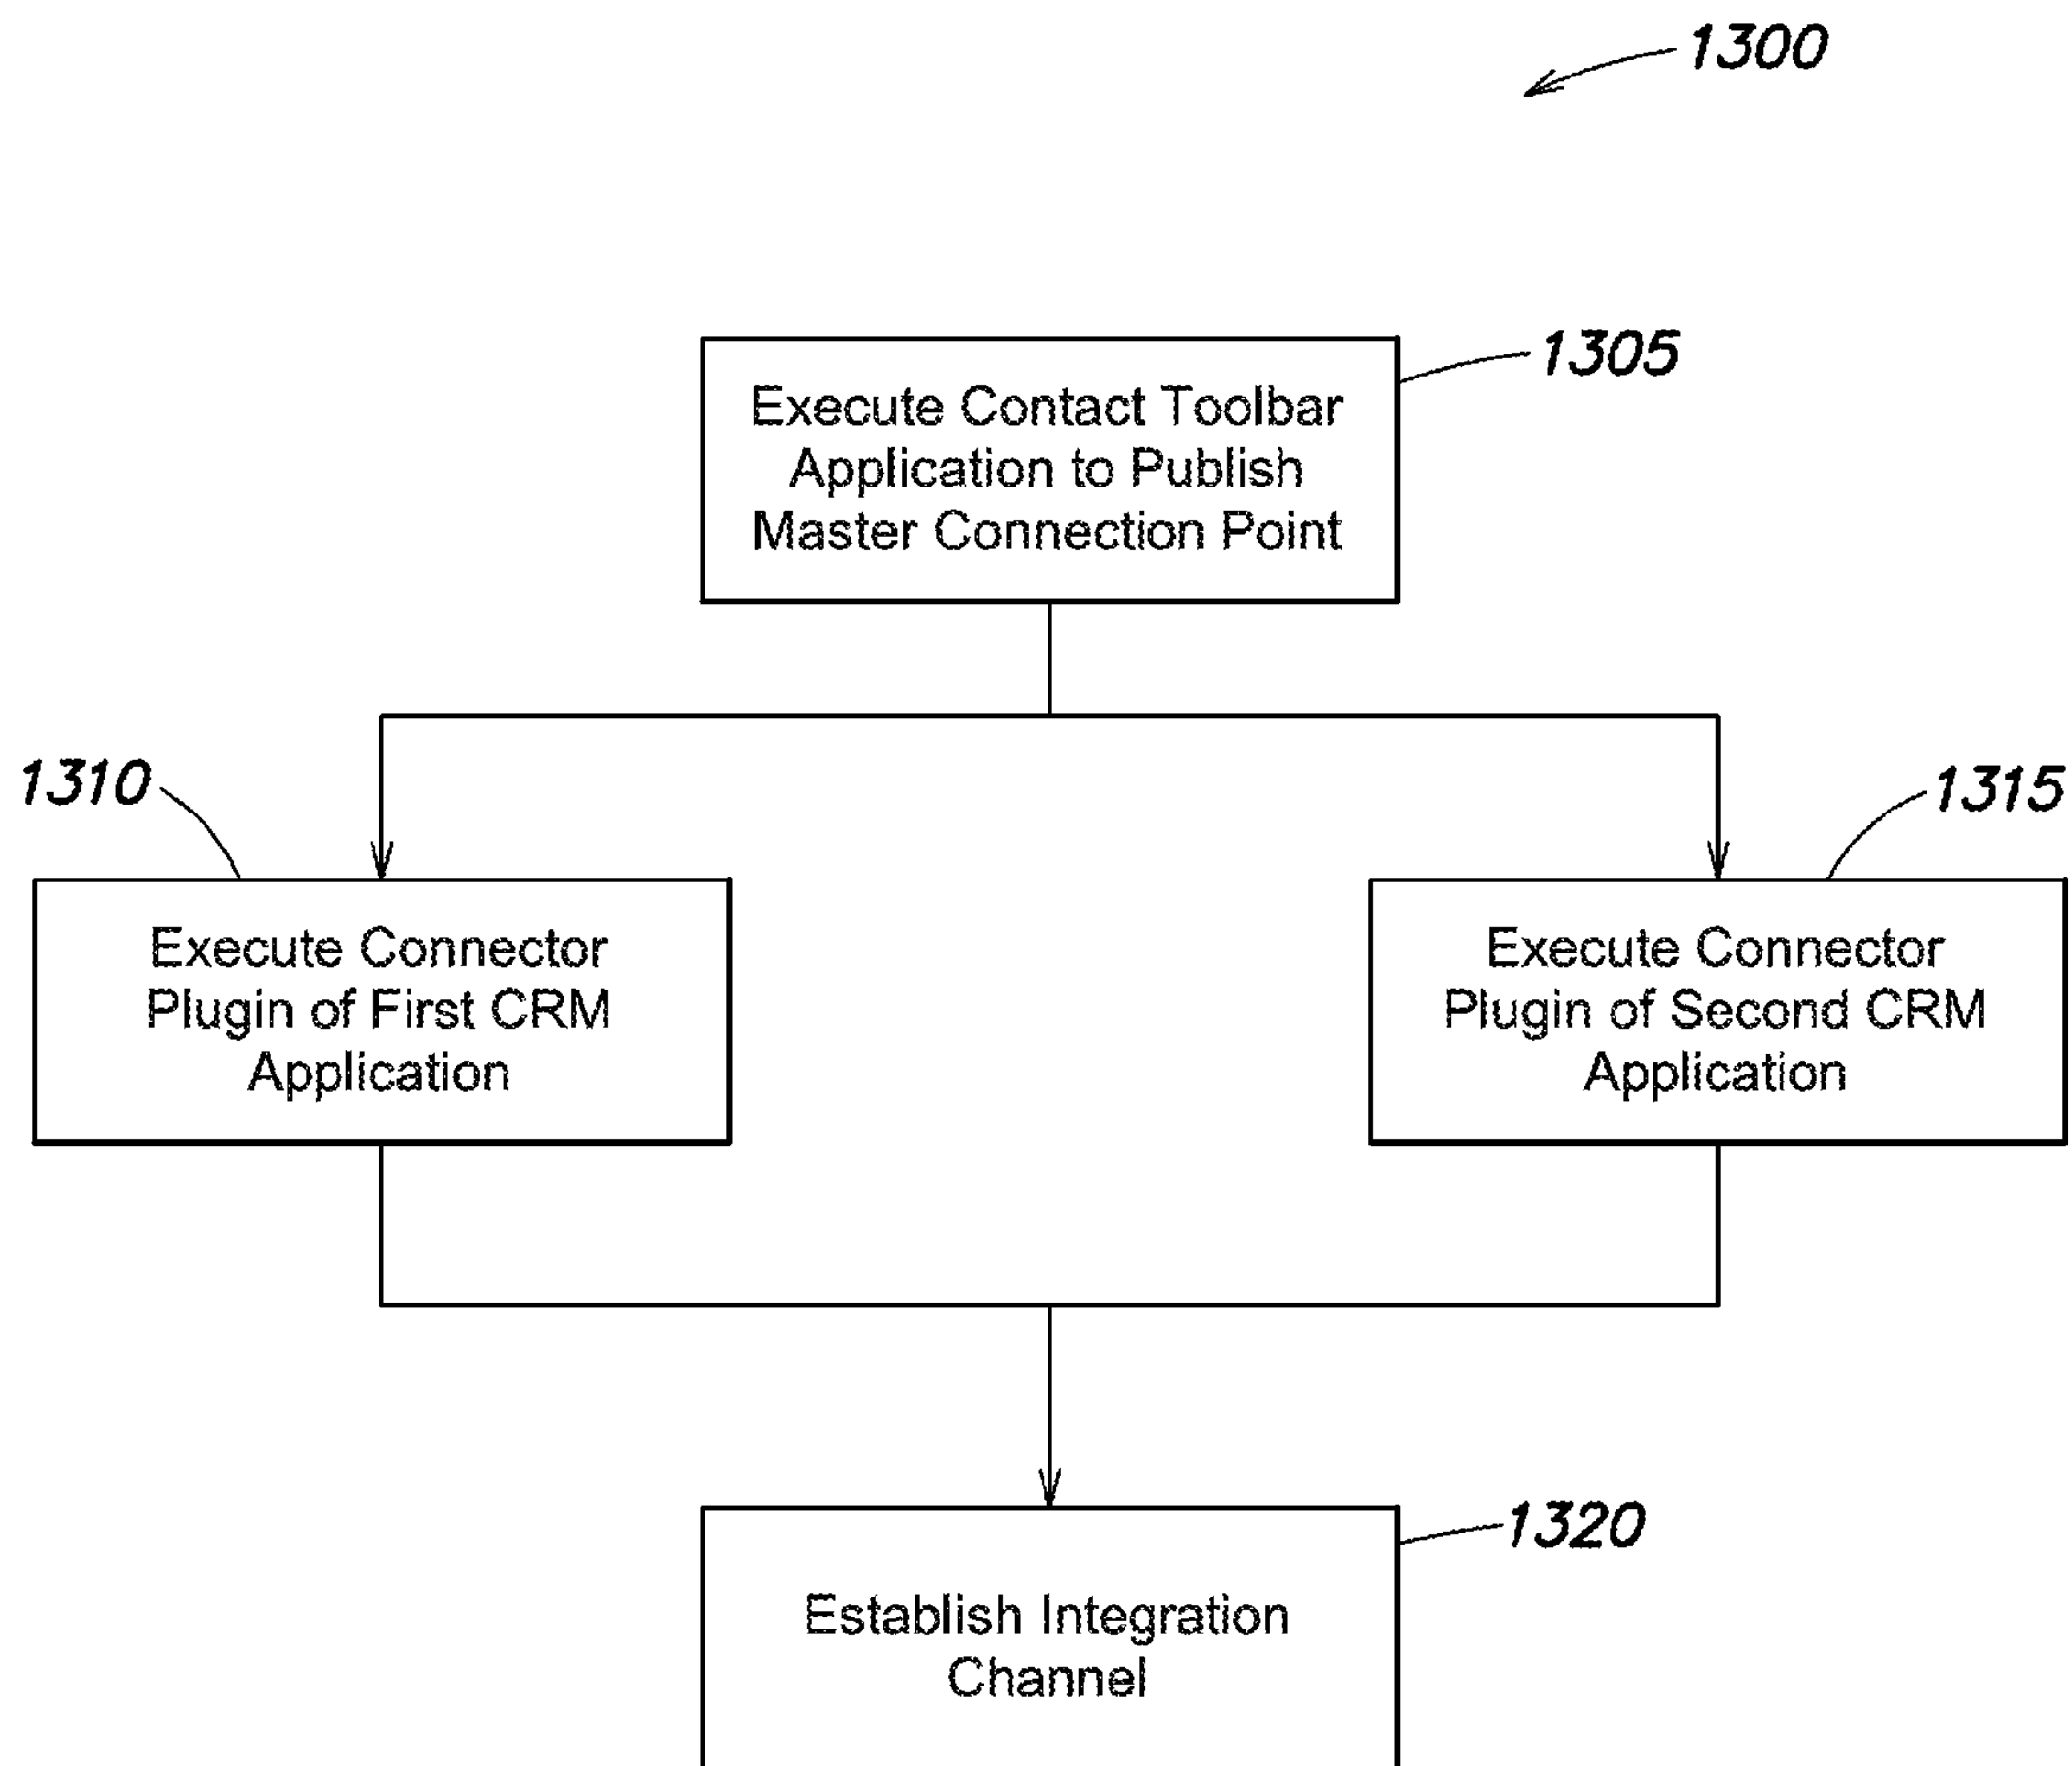 1300
1305
Execute Contact Toolbar
Application to Publish
Master Connection Point
1310
1315
Execute Connector
Plugin of First CRM
Application
Execute Connector
Plugin of Second CRM
Application
1320
Establish Integration
Channel